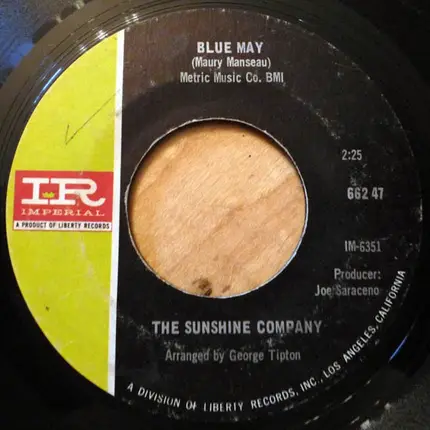 BLUE MAY
(Maury Manseau)
Metric Music Co. BMI
2:25
662 47
IR
IMPERIAL
A PRODUCT OF LIBERTY RECORDS
IM-6351
Producer:
Joe Saraceno
THE SUNSHINE COMPANY
Arranged by George Tipton
A DIVISION OF LIBERTY RECORDS, INC., LOS ANGELES, CALIFORNIA